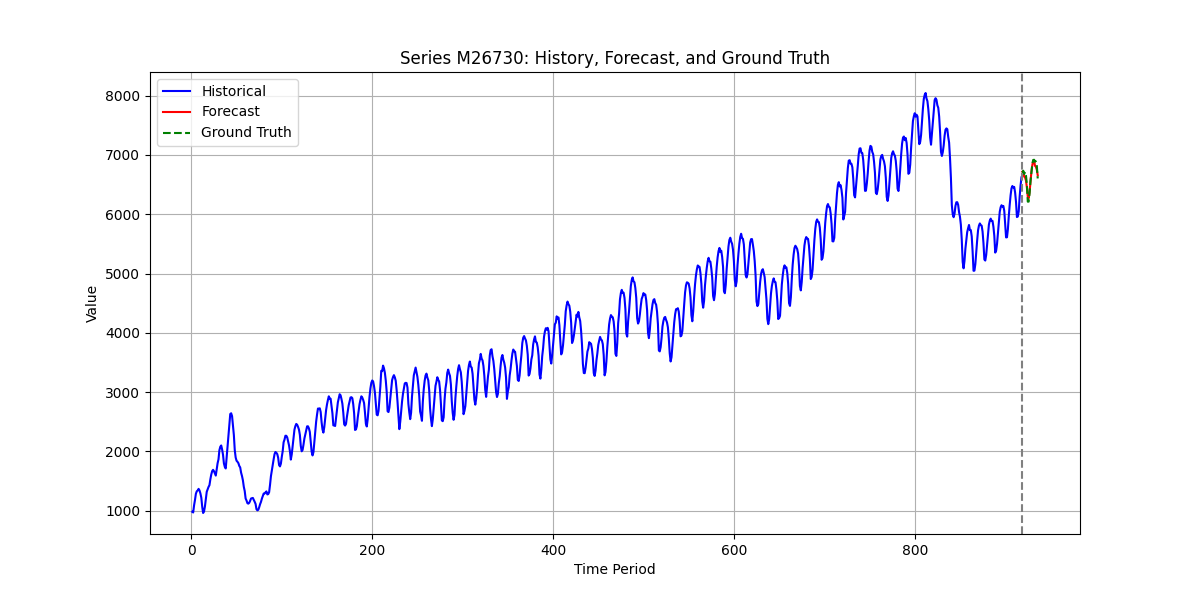 Series M26730: History, Forecast, and Ground Truth
Historical
Forecast
Ground Truth
8000
7000
6000
5000
4000
3000
2000
1000
Value
0
200
400
600
800
Time Period